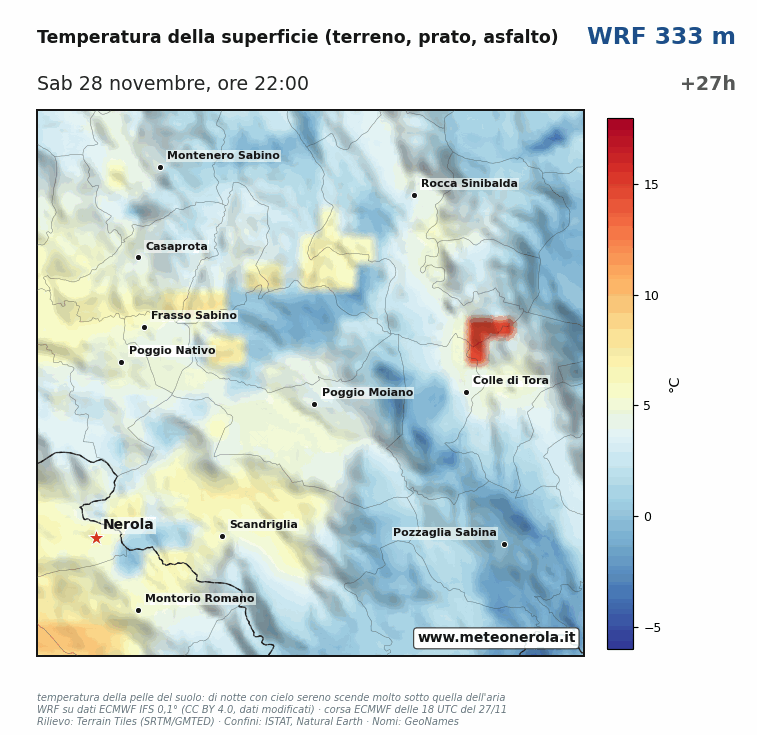 Temperatura della superficie (terreno, prato, asfalto)
WRF 333 m
Sab 28 novembre, ore 22:00
+27h
Montenero Sabino
Rocca Sinibalda
Casaprota
Frasso Sabino
Poggio Nativo
Colle di Tora
Poggio Moiano
Nerola
Scandriglia
Pozzaglia Sabina
Montorio Romano
www.meteonerola.it
15
10
5
0
−5
°C
temperatura della pelle del suolo: di notte con cielo sereno scende molto sotto quella dell'aria
WRF su dati ECMWF IFS 0,1° (CC BY 4.0, dati modificati) · corsa ECMWF delle 18 UTC del 27/11
Rilievo: Terrain Tiles (SRTM/GMTED) · Confini: ISTAT, Natural Earth · Nomi: GeoNames